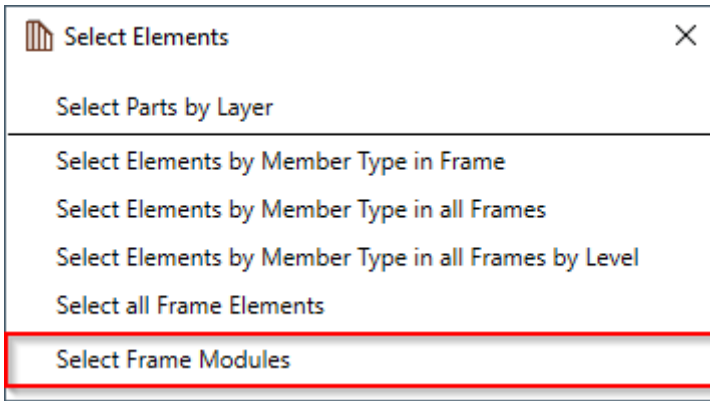 Select Elements
Select Parts by Layer
Select Elements by Member Type in Frame
Select Elements by Member Type in all Frames
Select Elements by Member Type in all Frames by Level
Select all Frame Elements
Select Frame Modules